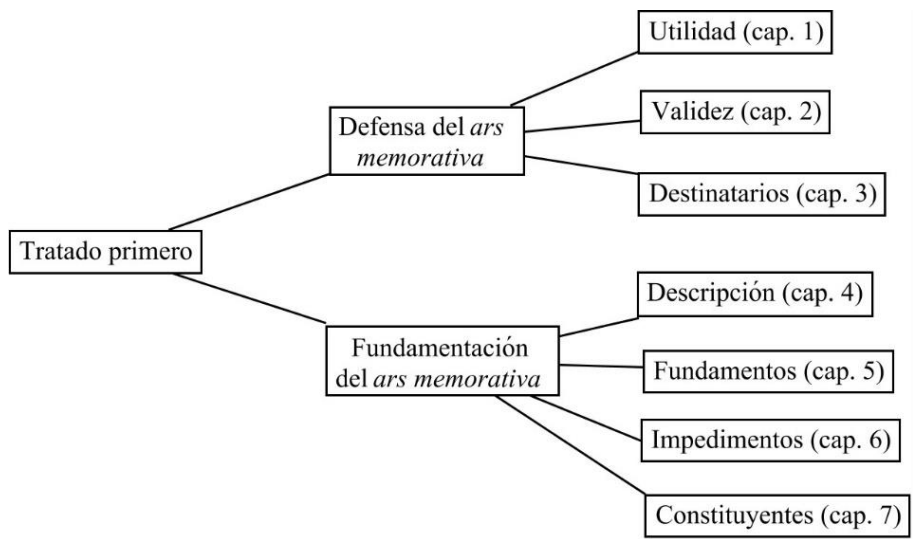 Tratado primero
Defensa del ars
memorativa
Utilidad (cap. 1)
Validez (cap. 2)
Destinatarios (cap. 3)
Fundamentación
del ars memorativa
Descripción (cap. 4)
Fundamentos (cap. 5)
Impedimentos (cap. 6)
Constituyentes (cap. 7)